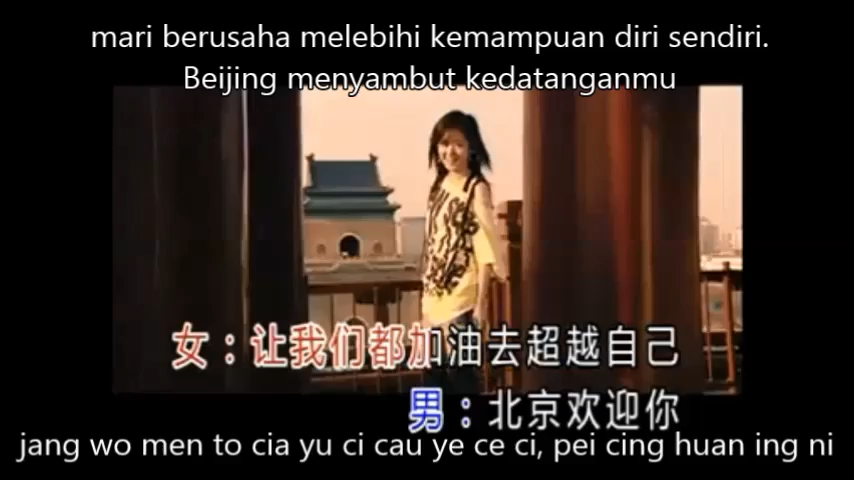 mari berusaha melebihi kemampuan diri sendiri.
Beijing menyambut kedatanganmu
女：让我们都加油去超越自己
男：北京欢迎你
jang wo men to cia yu ci cau ye ce ci, pei cing huan ing ni